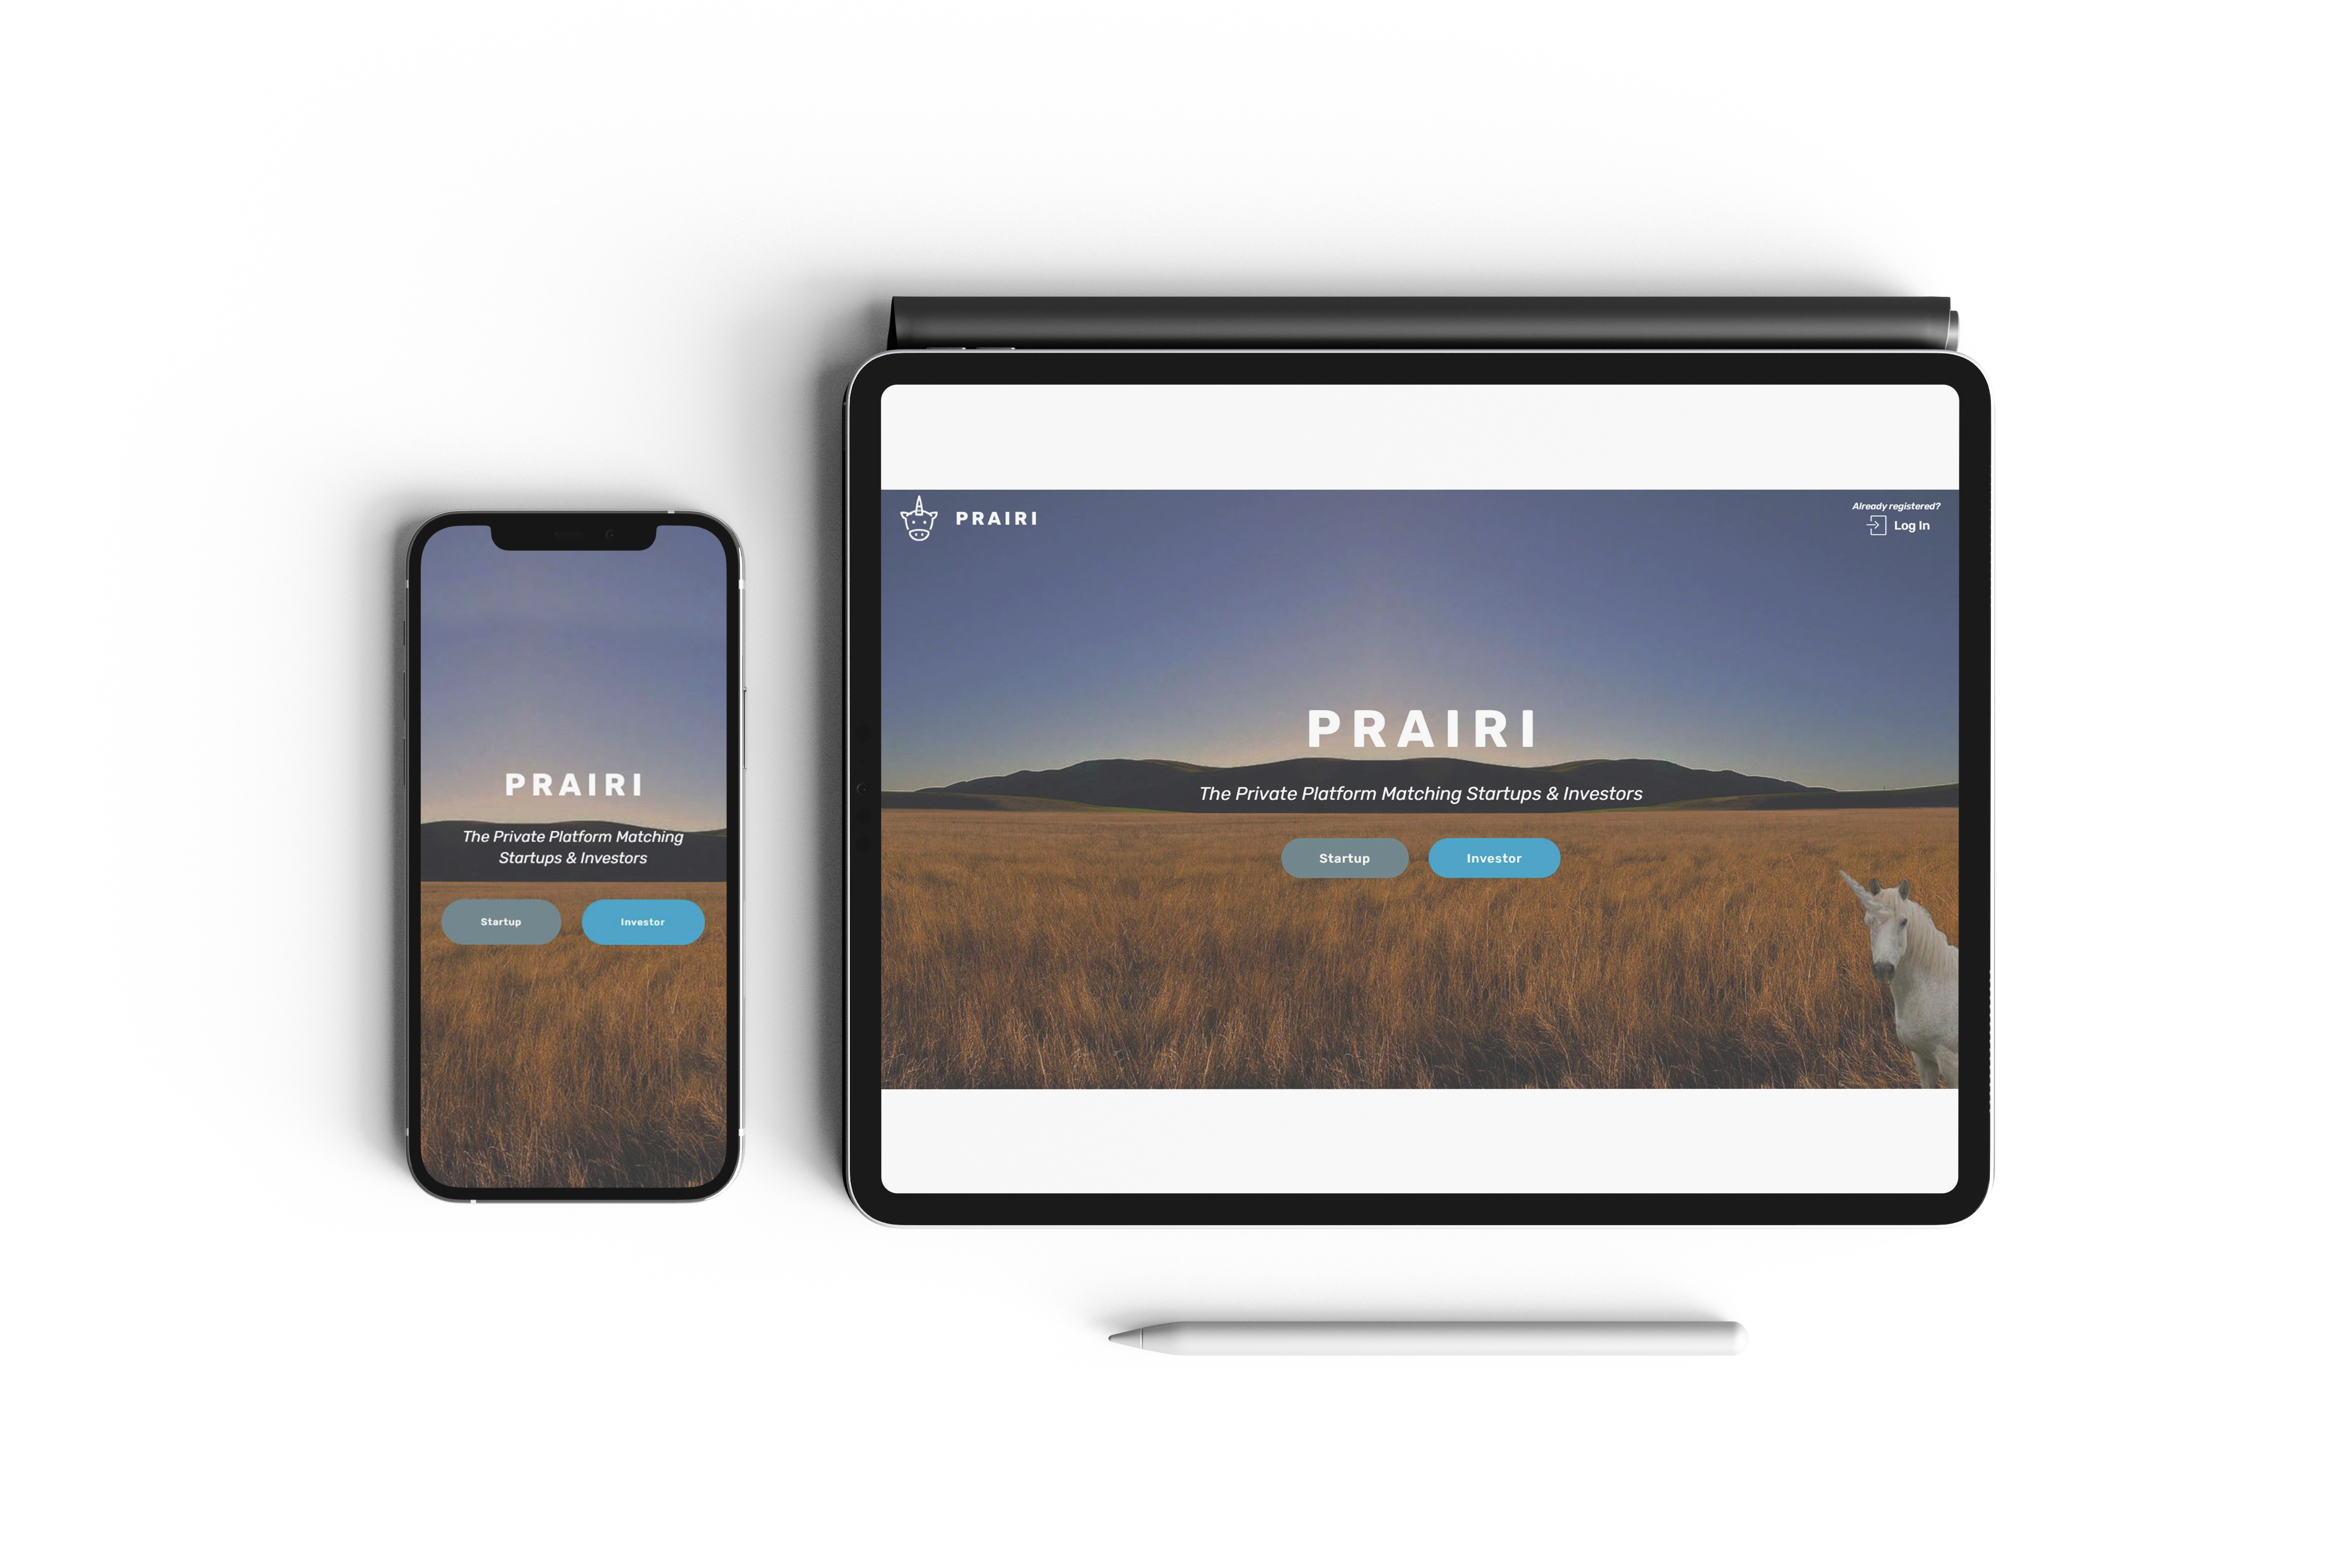 PRAIRI
The Private Platform Matching
Startups & Investors
Startup
Investor
PRAIRI
Already registered?
Log In
PRAIRI
The Private Platform Matching Startups & Investors
Startup
Investor